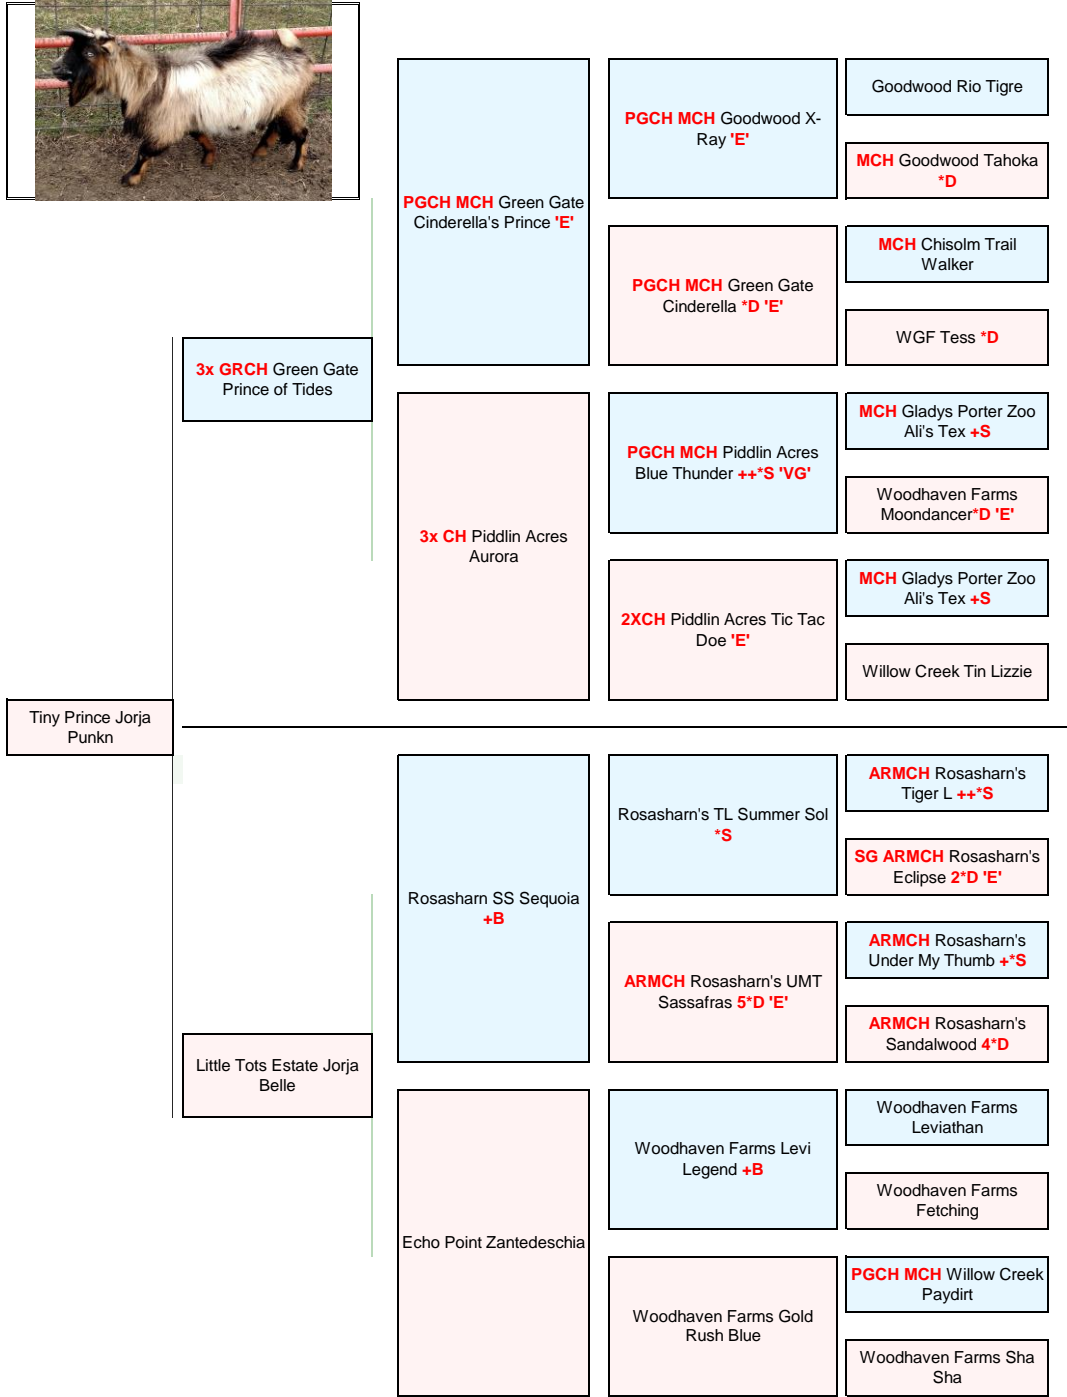 Goodwood Rio Tigre
PGCH MCH Goodwood X-
Ray 'E'
MCH Goodwood Tahoka
*D
PGCH MCH Green Gate
Cinderella's Prince 'E'
MCH Chisolm Trail
Walker
PGCH MCH Green Gate
Cinderella *D 'E'
WGF Tess *D
3x GRCH Green Gate
Prince of Tides
MCH Gladys Porter Zoo
Ali's Tex +S
PGCH MCH Piddlin Acres
Blue Thunder ++*S 'VG'
Woodhaven Farms
Moondancer*D 'E'
3x CH Piddlin Acres
Aurora
MCH Gladys Porter Zoo
Ali's Tex +S
2XCH Piddlin Acres Tic Tac
Doe 'E'
Willow Creek Tin Lizzie
Tiny Prince Jorja
Punkn
ARMCH Rosasharn's
Tiger L ++*S
Rosasharn's TL Summer Sol
*S
SG ARMCH Rosasharn's
Eclipse 2*D 'E'
Rosasharn SS Sequoia
+B
ARMCH Rosasharn's
Under My Thumb +*S
ARMCH Rosasharn's UMT
Sassafras 5*D 'E'
ARMCH Rosasharn's
Sandalwood 4*D
Little Tots Estate Jorja
Belle
Woodhaven Farms
Leviathan
Woodhaven Farms Levi
Legend +B
Woodhaven Farms
Fetching
Echo Point Zantedeschia
PGCH MCH Willow Creek
Paydirt
Woodhaven Farms Gold
Rush Blue
Woodhaven Farms Sha
Sha